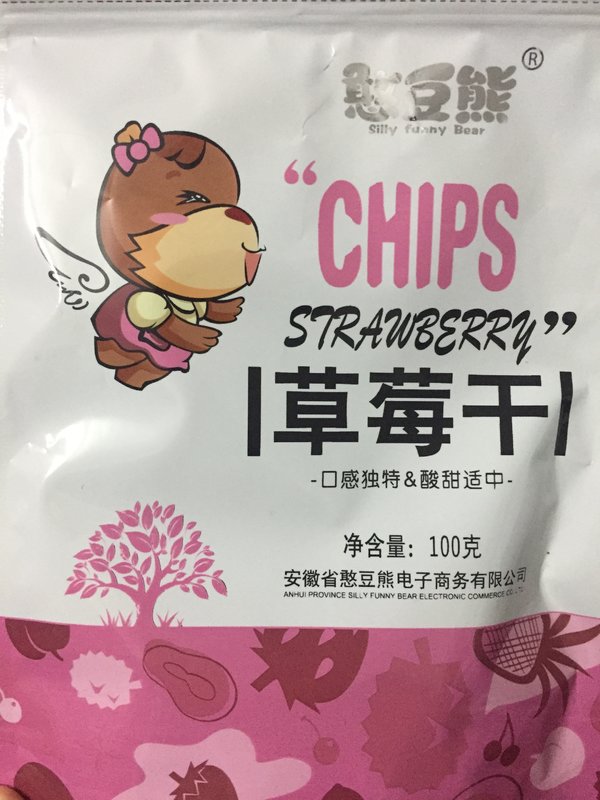 憨豆熊®
Silly funny Bear
“CHIPS
STRAWBERRY”
草莓干
-口感独特&酸甜适中-
净含量：100克
安徽省憨豆熊电子商务有限公司
ANHUI PROVINCE SILLY FUNNY BEAR ELECTRONIC COMMERCE CO., LTD